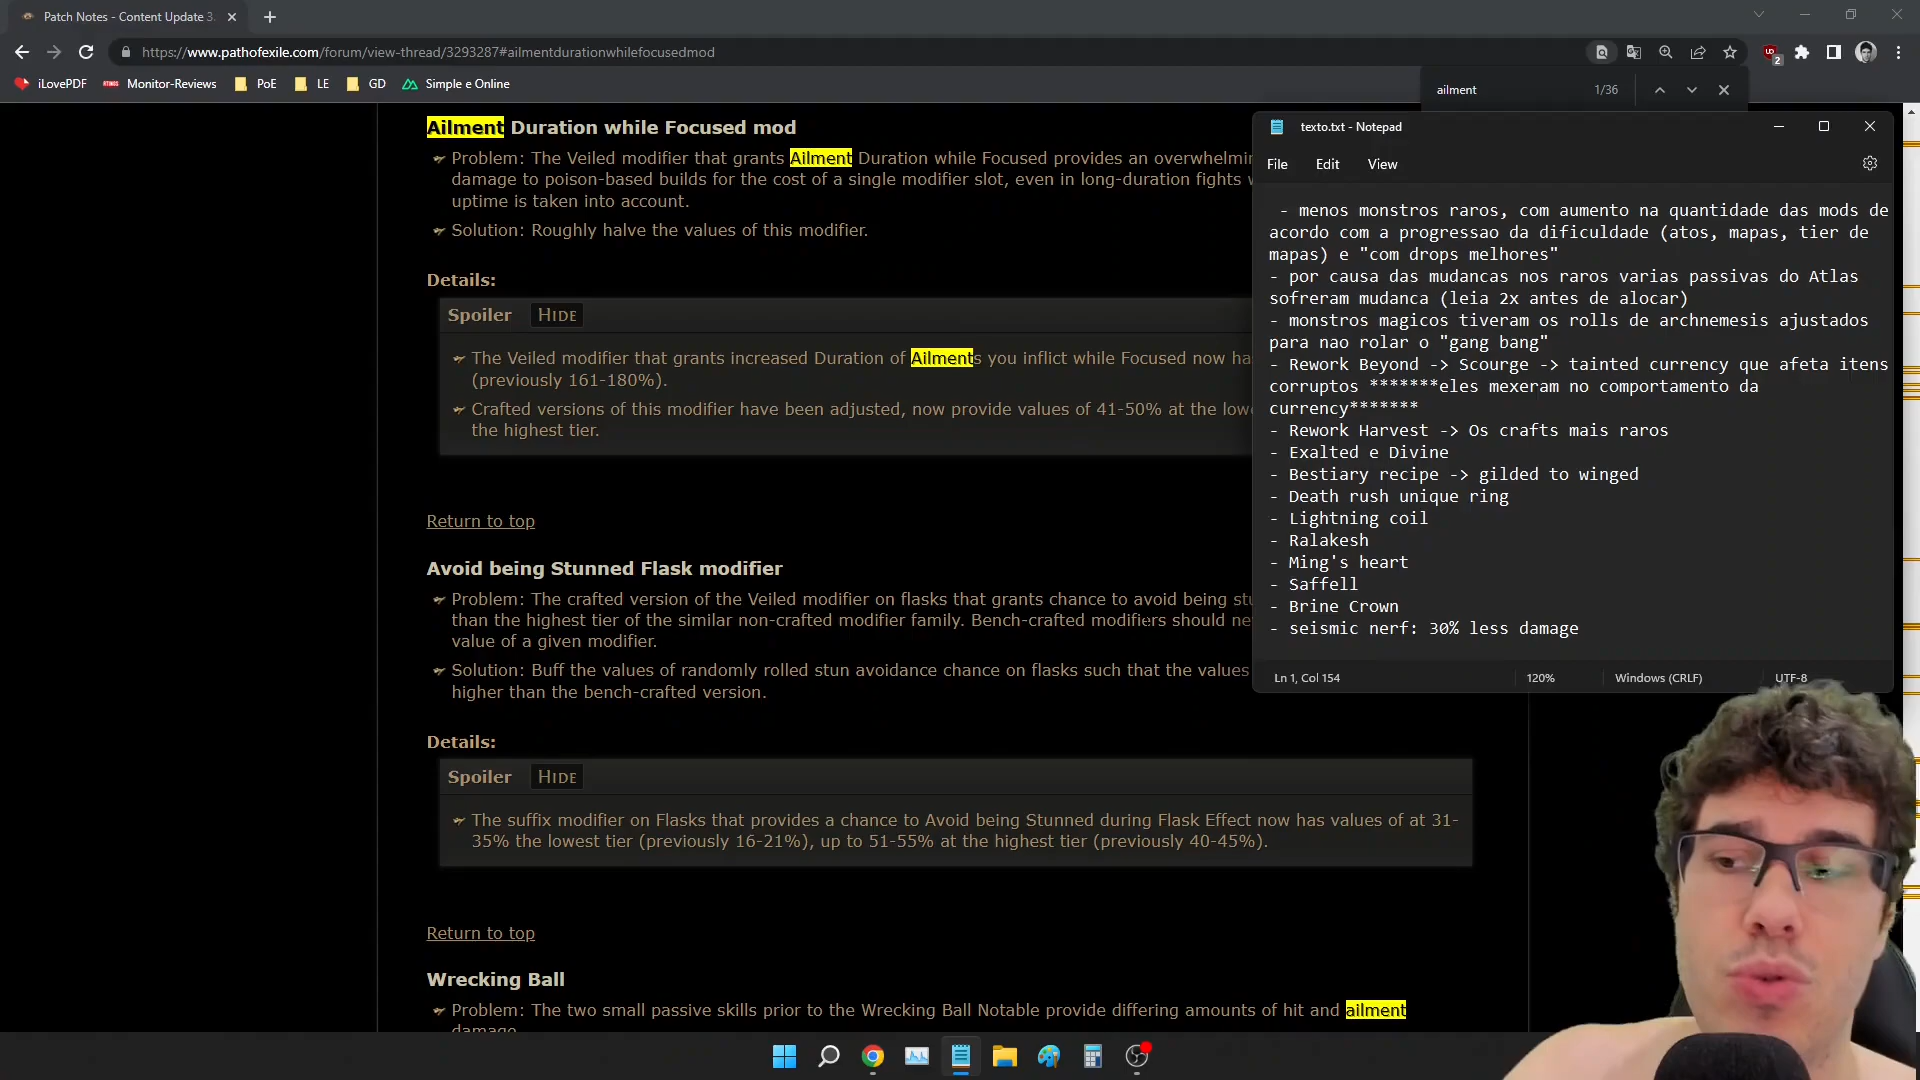 Patch Notes - Content Update 3.
https://www.pathofexile.com/forum/view-thread/3293287#ailmentdurationwhilefocusedmod
2
iLovePDF
Monitor-Reviews
PoE
LE
GD
Simple e Online
ailment 1/36
Ailment Duration while Focused mod
Problem: The Veiled modifier that grants Ailment Duration while Focused provides an
damage to poison-based builds for the cost of a single modifier slot, even in long-duration fights
uptime is taken into account.
Solution: Roughly halve the values of this modifier.
Details:
Spoiler HIDE
The Veiled modifier that grants increased Duration of Ailments you inflict while Focused now
(previously 161-180%).
Crafted versions of this modifier have been adjusted, now provide values of 41-50% at the
the highest tier.
Return to top
Avoid being Stunned Flask modifier
Problem: The crafted version of the Veiled modifier on flasks that grants chance to avoid being
than the highest tier of the similar non-crafted modifier family. Bench-crafted modifiers should
value of a given modifier.
Solution: Buff the values of randomly rolled stun avoidance chance on flasks such that the values
higher than the bench-crafted version.
Details:
Spoiler HIDE
The suffix modifier on Flasks that provides a chance to Avoid being Stunned during Flask Effect now has values of at 31-
35% the lowest tier (previously 16-21%), up to 51-55% at the highest tier (previously 40-45%).
Return to top
Wrecking Ball
Problem: The two small passive skills prior to the Wrecking Ball Notable provide differing amounts of hit and ailment
damage.
texto.txt - Notepad
File Edit View
- menos monstros raros, com aumento na quantidade das mods de
acordo com a progressao da dificuldade (atos, mapas, tier de
mapas) e "com drops melhores"
- por causa das mudancas nos raros varias passivas do Atlas
sofreram mudanca (leia 2x antes de alocar)
- monstros magicos tiveram os rolls de archnemesis ajustados
para nao rolar o "gang bang"
- Rework Beyond -> Scourge -> tainted currency que afeta itens
corruptos *******eles mexeram no comportamento da
currency*******
- Rework Harvest -> Os crafts mais raros
- Exalted e Divine
- Bestiary recipe -> gilded to winged
- Death rush unique ring
- Lightning coil
- Ralakesh
- Ming's heart
- Saffell
- Brine Crown
- seismic nerf: 30% less damage
Ln 1, Col 154 120% Windows (CRLF) UTF-8